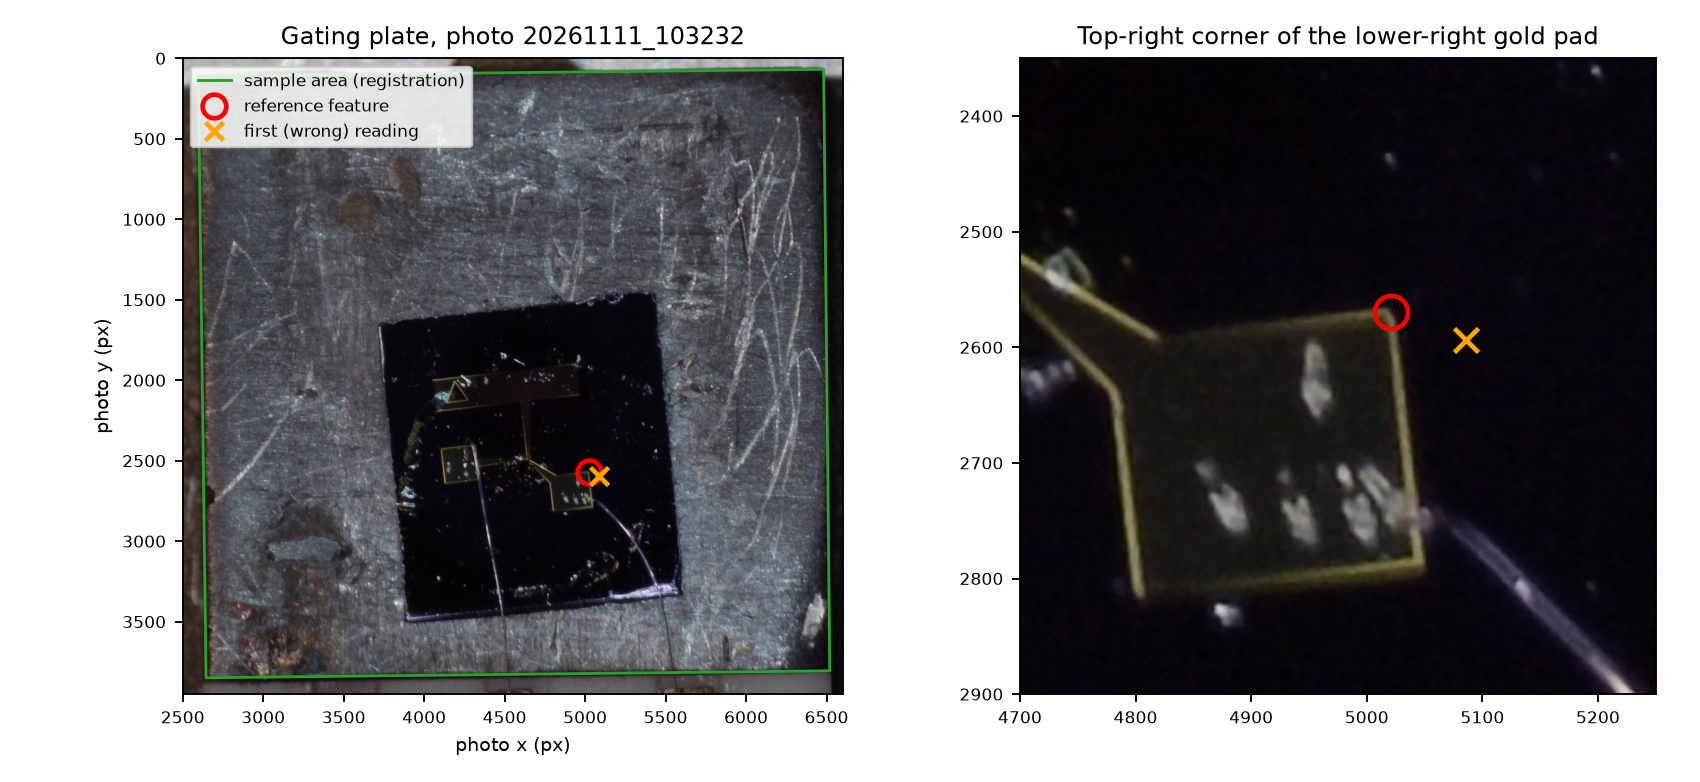 Gating plate, photo 20261111_103232
sample area (registration)
reference feature
first (wrong) reading
0
500
1000
1500
2000
2500
3000
3500
photo y (px)
2500 3000 3500 4000 4500 5000 5500 6000 6500
photo x (px)
Top-right corner of the lower-right gold pad
2400
2500
2600
2700
2800
2900
4700 4800 4900 5000 5100 5200